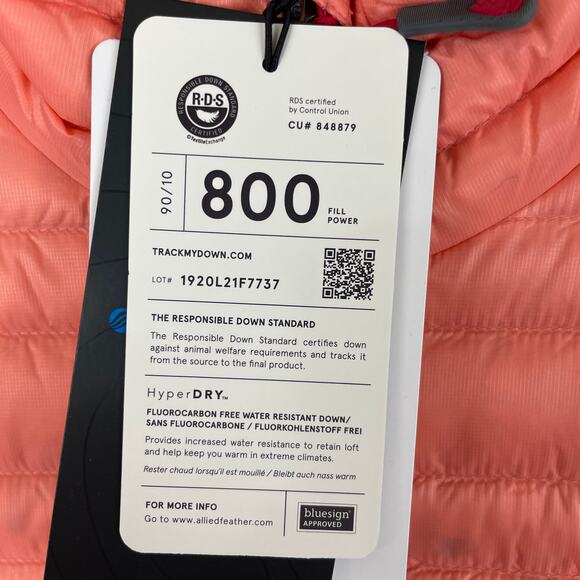 RESPONSIBLE DOWN STANDARD
R·D·S
CERTIFIED
©TextileExchange
RDS certified
by Control Union
CU# 848879
90/10
800 FILL
POWER
TRACKMYDOWN.COM
LOT# 1920L21F7737
THE RESPONSIBLE DOWN STANDARD
The Responsible Down Standard certifies down
against animal welfare requirements and tracks it
from the source to the final product.
HyperDRY™
FLUOROCARBON FREE WATER RESISTANT DOWN/
SANS FLUOROCARBONE / FLUORKOHLENSTOFF FREI
Provides increased water resistance to retain loft
and help keep you warm in extreme climates.
Rester chaud lorsqu'il est mouillé / Bleibt auch nass warm
FOR MORE INFO
Go to www.alliedfeather.com
bluesign®
APPROVED